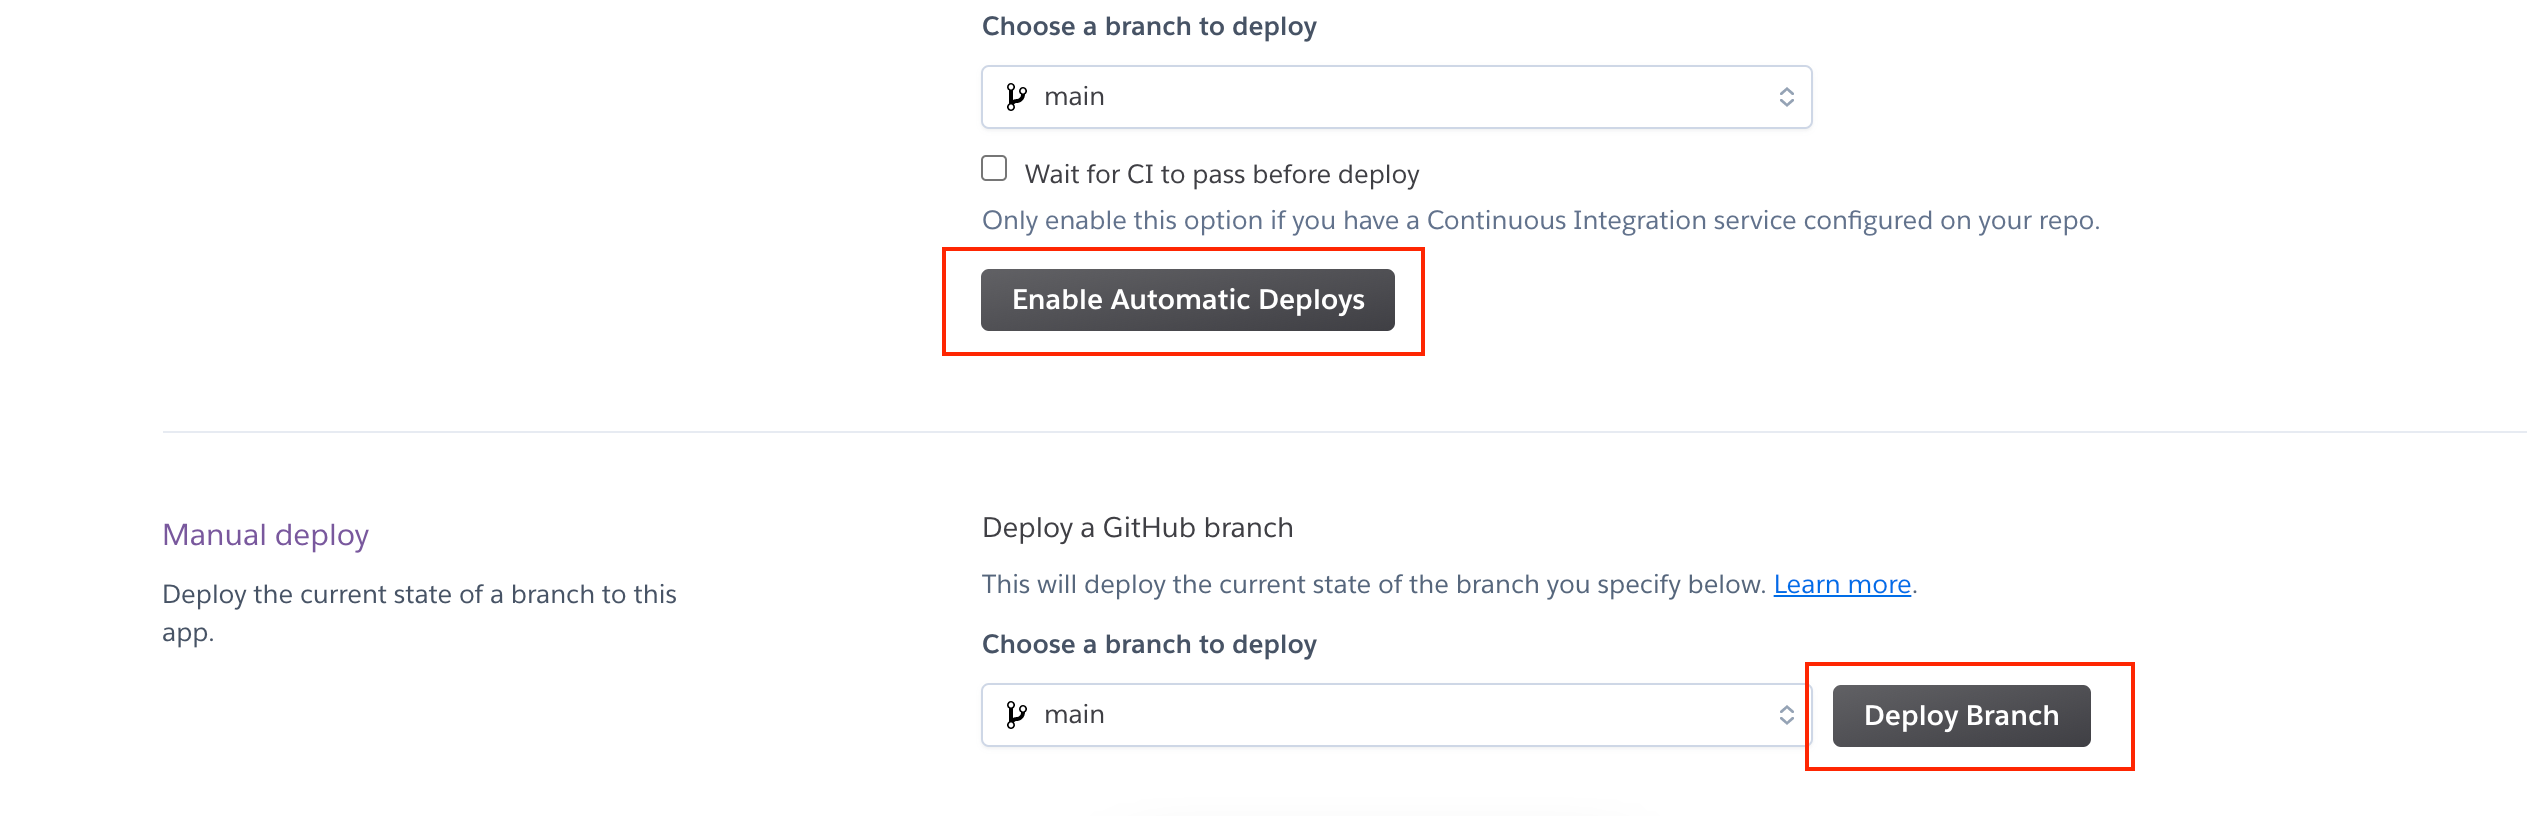 Choose a branch to deploy
main
Wait for CI to pass before deploy
Only enable this option if you have a Continuous Integration service configured on your repo.
Enable Automatic Deploys
Manual deploy
Deploy the current state of a branch to this
app.
Deploy a GitHub branch
This will deploy the current state of the branch you specify below. Learn more.
Choose a branch to deploy
main
Deploy Branch